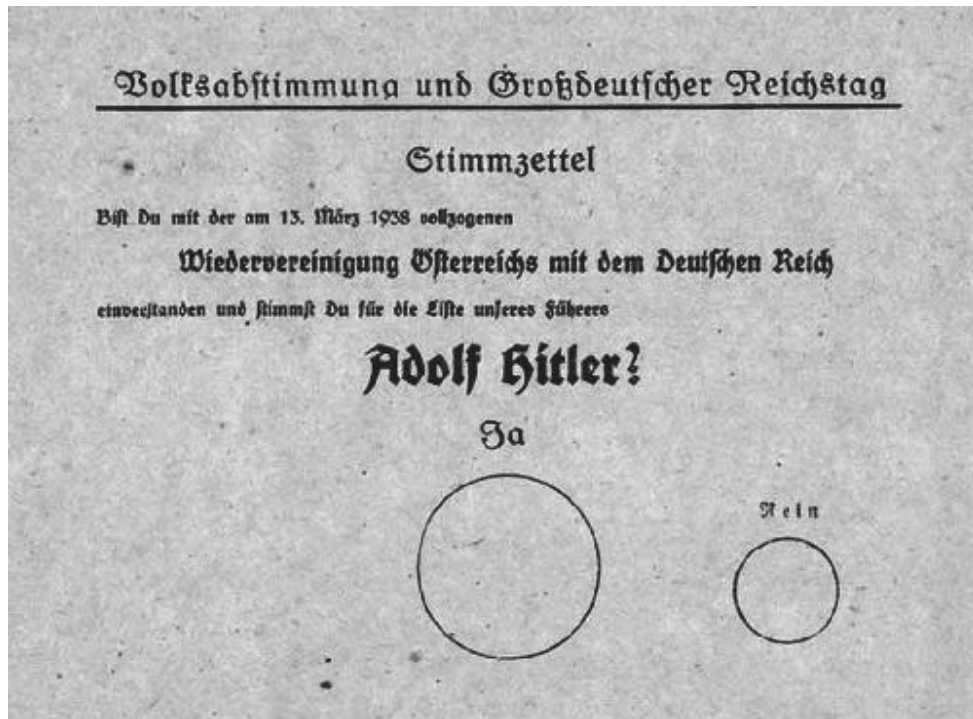 Volksabstimmung und Großdeutscher Reichstag
Stimmzettel
Bist Du mit der am 13. März 1938 vollzogenen
Wiedervereinigung Österreichs mit dem Deutschen Reich
einverstanden und stimmst Du für die Liste unseres Führers
Adolf Hitler?
Ja
Nein